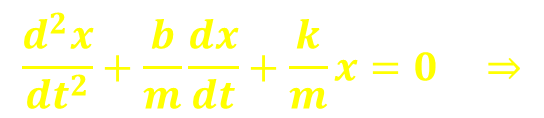 d²x/dt² + b/m dx/dt + k/m x = 0 ⇒